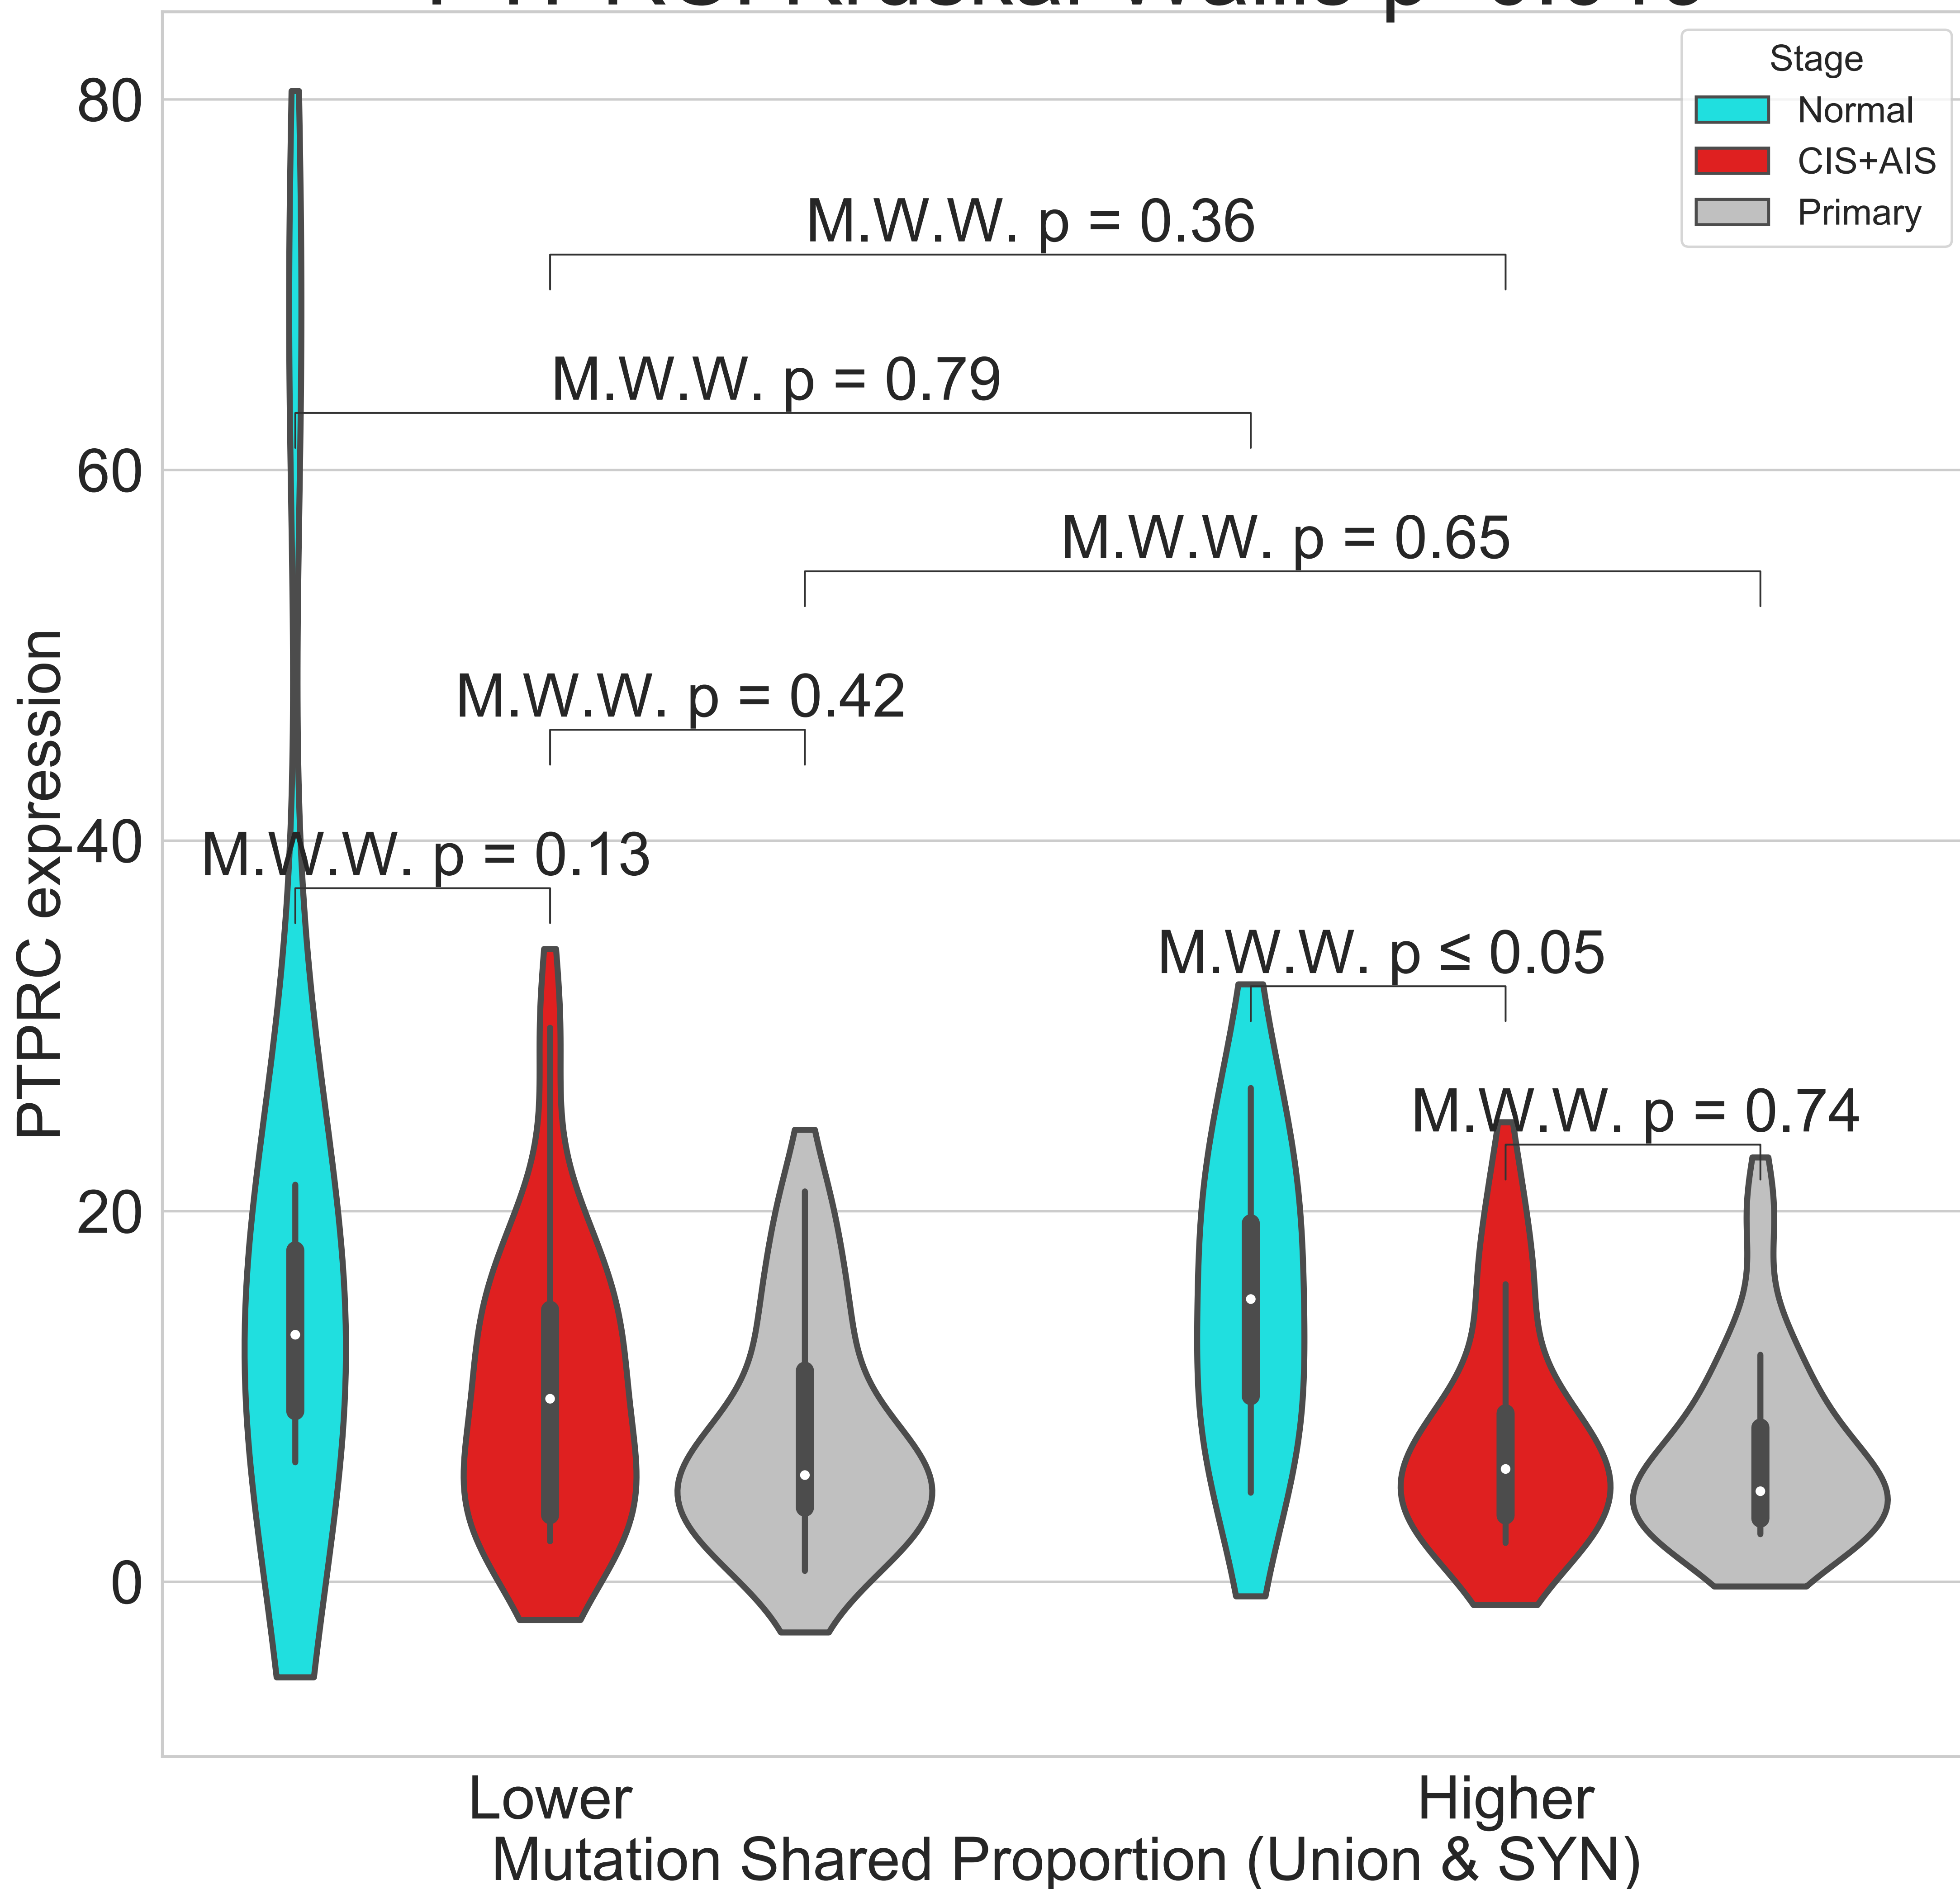 Stage
Normal
CIS+AIS
Primary
80
60
40
20
0
PTPRC expression
M.W.W. p = 0.36
M.W.W. p = 0.79
M.W.W. p = 0.65
M.W.W. p = 0.42
M.W.W. p = 0.13
M.W.W. p ≤ 0.05
M.W.W. p = 0.74
Lower
Higher
Mutation Shared Proportion (Union & SYN)